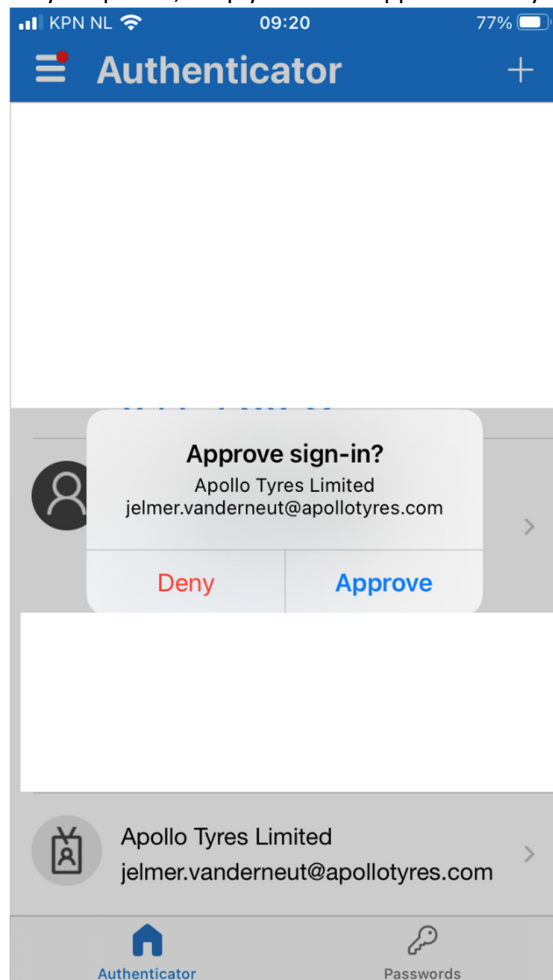 KPN NL 09:20 77%
Authenticator
Approve sign-in?
Apollo Tyres Limited
jelmer.vanderneut@apollotyres.com
Deny Approve
Apollo Tyres Limited
jelmer.vanderneut@apollotyres.com
Authenticator Passwords